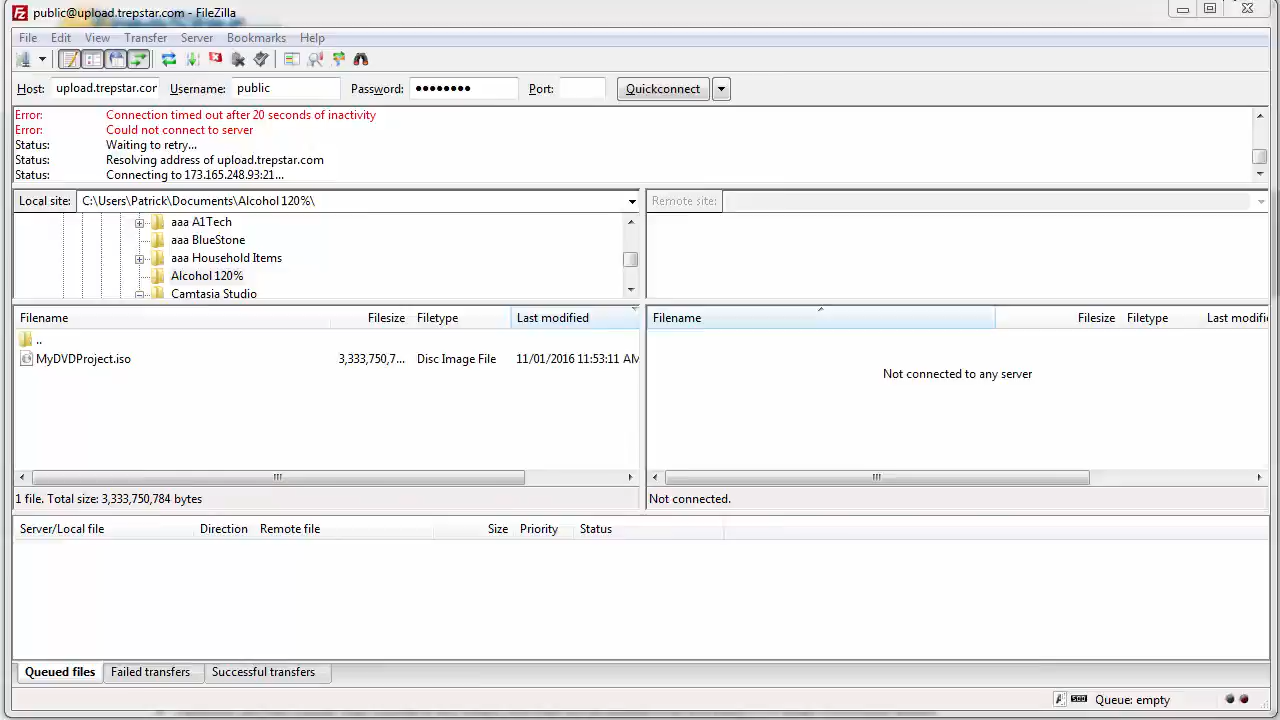 public@upload.trepstar.com - FileZilla
File Edit View Transfer Server Bookmarks Help
Host: upload.trepstar.cor Username: public Password: ●●●●●●●● Port: Quickconnect
Error: Connection timed out after 20 seconds of inactivity
Error: Could not connect to server
Status: Waiting to retry...
Status: Resolving address of upload.trepstar.com
Status: Connecting to 173.165.248.93:21...
Local site: C:\Users\Patrick\Documents\Alcohol 120%\ Remote site:
aaa A1Tech
aaa BlueStone
aaa Household Items
Alcohol 120%
Camtasia Studio
Filename Filesize Filetype Last modified Filename Filesize Filetype Last modifi
..
MyDVDProject.iso 3,333,750,7... Disc Image File 11/01/2016 11:53:11 AM
Not connected to any server
1 file. Total size: 3,333,750,784 bytes Not connected.
Server/Local file Direction Remote file Size Priority Status
Queued files Failed transfers Successful transfers
Queue: empty